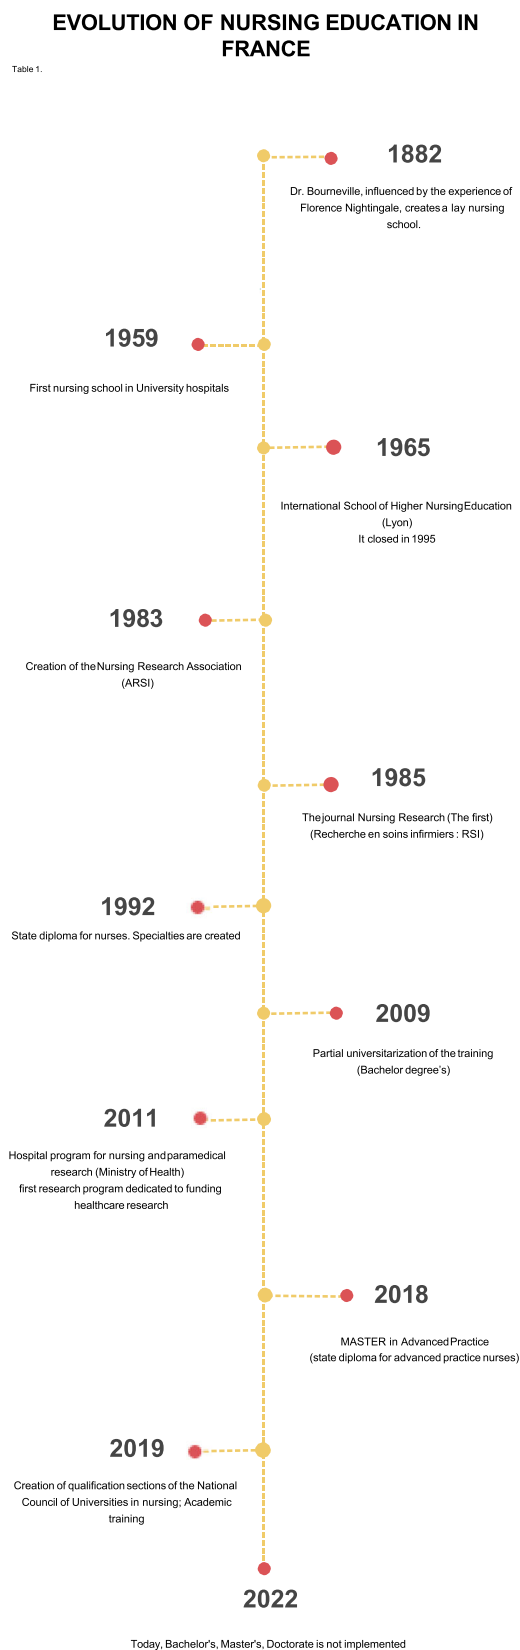 EVOLUTION OF NURSING EDUCATION IN
FRANCE
Table 1.
1882
Dr. Bourneville, influenced by the experience of
Florence Nightingale, creates a lay nursing
school.
1959
First nursing school in University hospitals
1965
International School of Higher Nursing Education
(Lyon)
It closed in 1995
1983
Creation of the Nursing Research Association
(ARSI)
1985
The journal Nursing Research (The first)
(Recherche en soins infirmiers : RSI)
1992
State diploma for nurses. Specialties are created
2009
Partial universitarization of the training
(Bachelor degree's)
2011
Hospital program for nursing and paramedical
research (Ministry of Health)
first research program dedicated to funding
healthcare research
2018
MASTER in Advanced Practice
(state diploma for advanced practice nurses)
2019
Creation of qualification sections of the National
Council of Universities in nursing; Academic
training
2022
Today, Bachelor's, Master's, Doctorate is not implemented